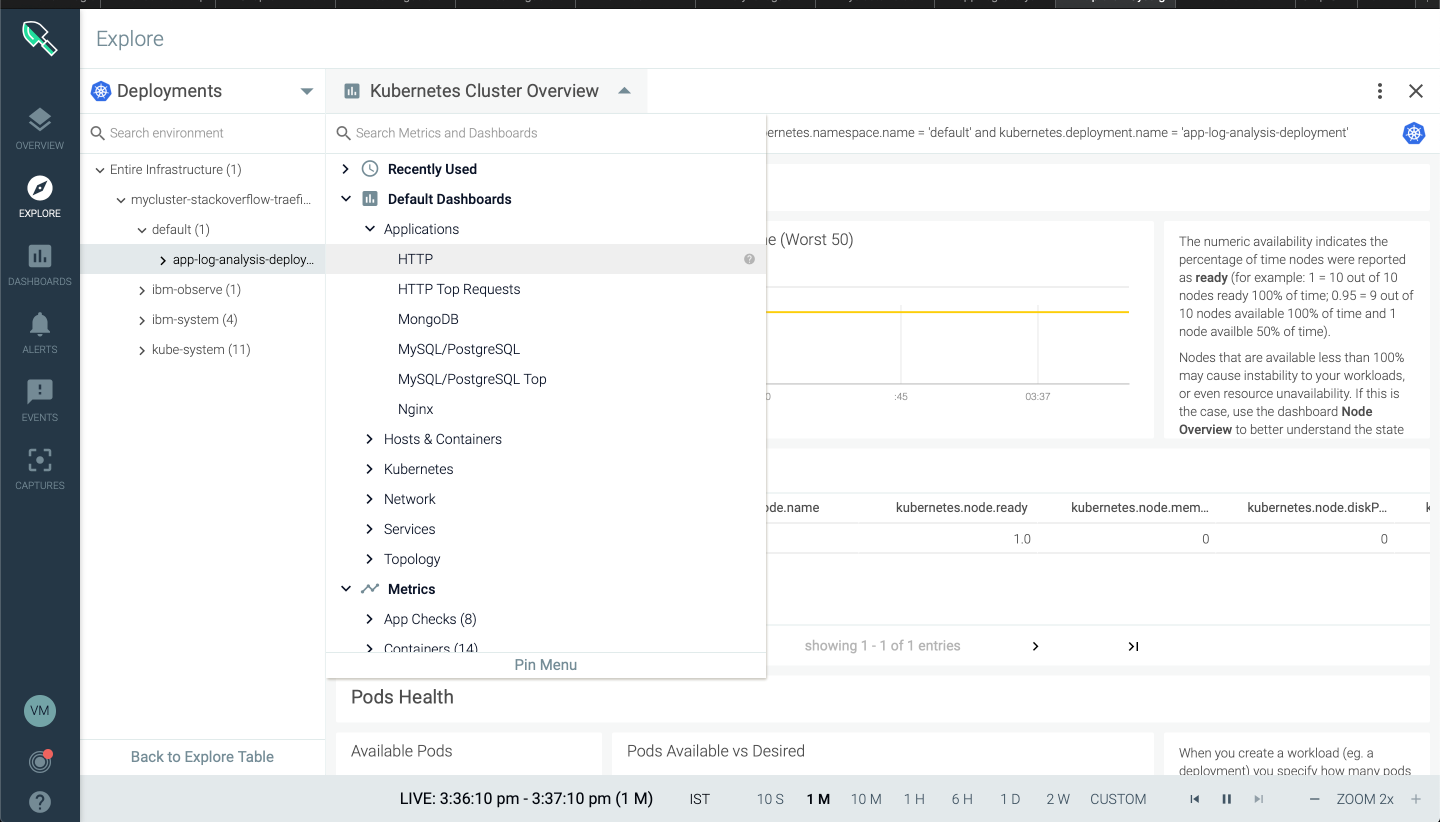 Explore
OVERVIEW
EXPLORE
DASHBOARDS
ALERTS
EVENTS
CAPTURES
VM
Deployments
Search environment
Entire Infrastructure (1)
mycluster-stackoverflow-traefi...
default (1)
app-log-analysis-deploy...
ibm-observe (1)
ibm-system (4)
kube-system (11)
Back to Explore Table
Kubernetes Cluster Overview
Search Metrics and Dashboards
Recently Used
Default Dashboards
Applications
HTTP
HTTP Top Requests
MongoDB
MySQL/PostgreSQL
MySQL/PostgreSQL Top
Nginx
Hosts & Containers
Kubernetes
Network
Services
Topology
Metrics
App Checks (8)
Containers (14)
Pin Menu
ernetes.namespace.name = 'default' and kubernetes.deployment.name = 'app-log-analysis-deployment'
(Worst 50)
:45
03:37
The numeric availability indicates the
percentage of time nodes were reported
as ready (for example: 1 = 10 out of 10
nodes ready 100% of time; 0.95 = 9 out of
10 nodes available 100% of time and 1
node availble 50% of time).
Nodes that are available less than 100%
may cause instability to your workloads,
or even resource unavailability. If this is
the case, use the dashboard Node
Overview to better understand the state
ode.name kubernetes.node.ready kubernetes.node.mem... kubernetes.node.diskP...
1.0 0 0
showing 1 - 1 of 1 entries
Pods Health
Available Pods
Pods Available vs Desired
When you create a workload (eg. a
deployment) you specify how many pods
LIVE: 3:36:10 pm - 3:37:10 pm (1 M) IST 10 S 1 M 10 M 1 H 6 H 1 D 2 W CUSTOM ZOOM 2x